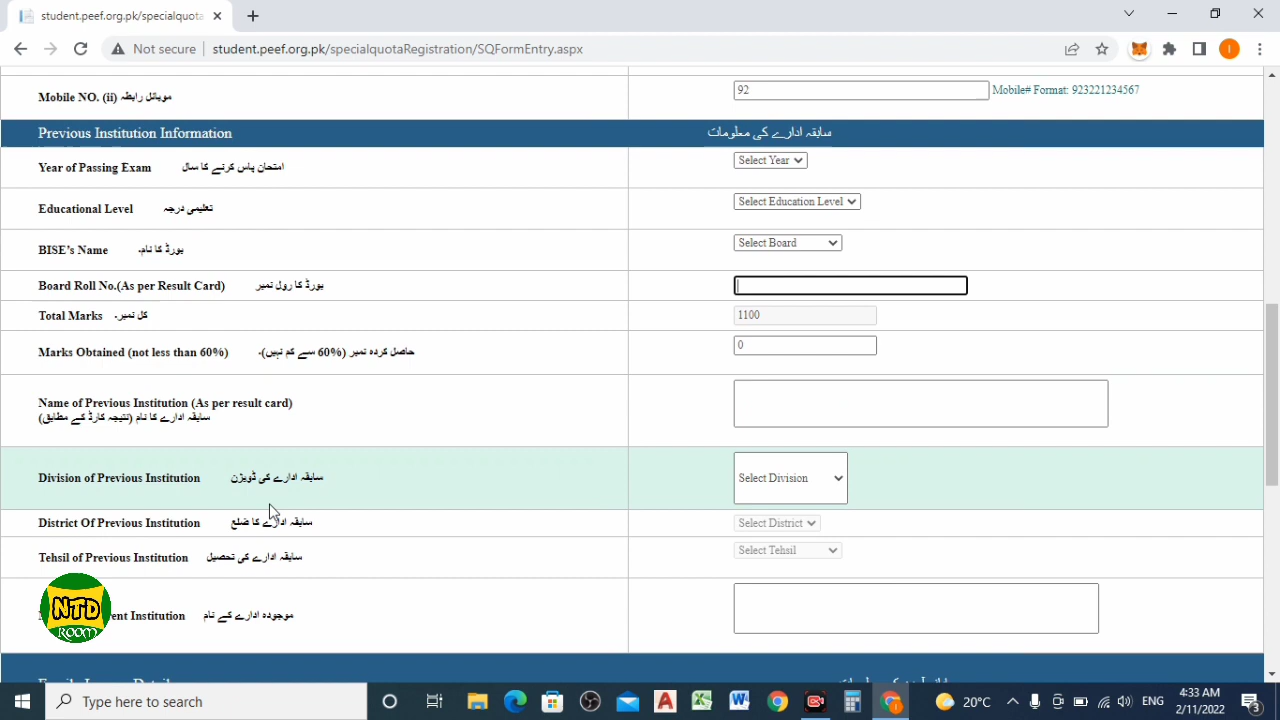 student.peef.org.pk/specialquota
Not secure student.peef.org.pk/specialquotaRegistration/SQFormEntry.aspx
Mobile NO. (ii) موبائل رابطہ 92 Mobile# Format: 923221234567
Previous Institution Information سابقہ ادارے کی معلومات
Year of Passing Exam امتحان پاس کرنے کا سال Select Year
Educational Level تعلیمی درجہ Select Education Level
BISE's Name بورڈ کا نام. Select Board
Board Roll No.(As per Result Card) بورڈ کا رول نمبر
Total Marks کل نمبر. 1100
Marks Obtained (not less than 60%) حاصل کردہ نمبر (60% سے کم نہیں). 0
Name of Previous Institution (As per result card)
سابقہ ادارے کا نام (نتیجہ کارڈ کے مطابق)
Division of Previous Institution سابقہ ادارے کی ڈویژن Select Division
District Of Previous Institution سابقہ ادارے کا ضلع Select District
Tehsil of Previous Institution سابقہ ادارے کی تحصیل Select Tehsil
Institution موجودہ ادارے کے نام
NTD
ROOM
Type here to search 20°C ENG 4:33 AM
2/11/2022 3